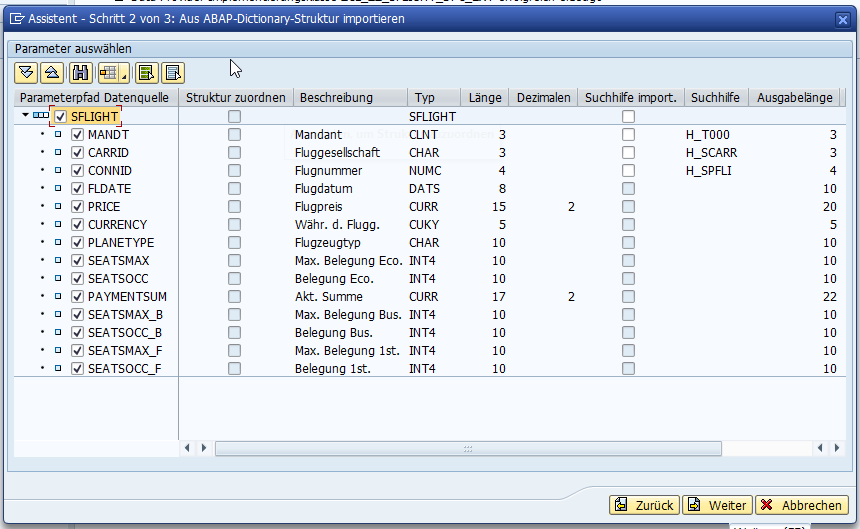 Assistent - Schritt 2 von 3: Aus ABAP-Dictionary-Struktur importieren
Parameter auswählen
Parameterpfad Datenquelle Struktur zuordnen Beschreibung Typ Länge Dezimalen Suchhilfe import. Suchhilfe Ausgabelänge
SFLIGHT SFLIGHT
MANDT Mandant CLNT 3 H_T000 3
CARRID Fluggesellschaft CHAR 3 H_SCARR 3
CONNID Flugnummer NUMC 4 H_SPFLI 4
FLDATE Flugdatum DATS 8 10
PRICE Flugpreis CURR 15 2 20
CURRENCY Währ. d. Flugg. CUKY 5 5
PLANETYPE Flugzeugtyp CHAR 10 10
SEATSMAX Max. Belegung Eco. INT4 10 10
SEATSOCC Belegung Eco. INT4 10 10
PAYMENTSUM Akt. Summe CURR 17 2 22
SEATSMAX_B Max. Belegung Bus. INT4 10 10
SEATSOCC_B Belegung Bus. INT4 10 10
SEATSMAX_F Max. Belegung 1st. INT4 10 10
SEATSOCC_F Belegung 1st. INT4 10 10
Zurück Weiter Abbrechen